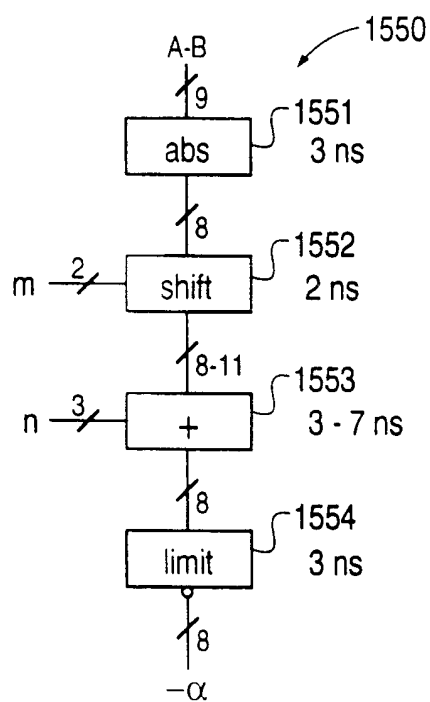 1550
A-B
9
1551
abs
3 ns
8
1552
m
2
shift
2 ns
8-11
1553
n
3
+
3 - 7 ns
8
1554
limit
3 ns
8
-α